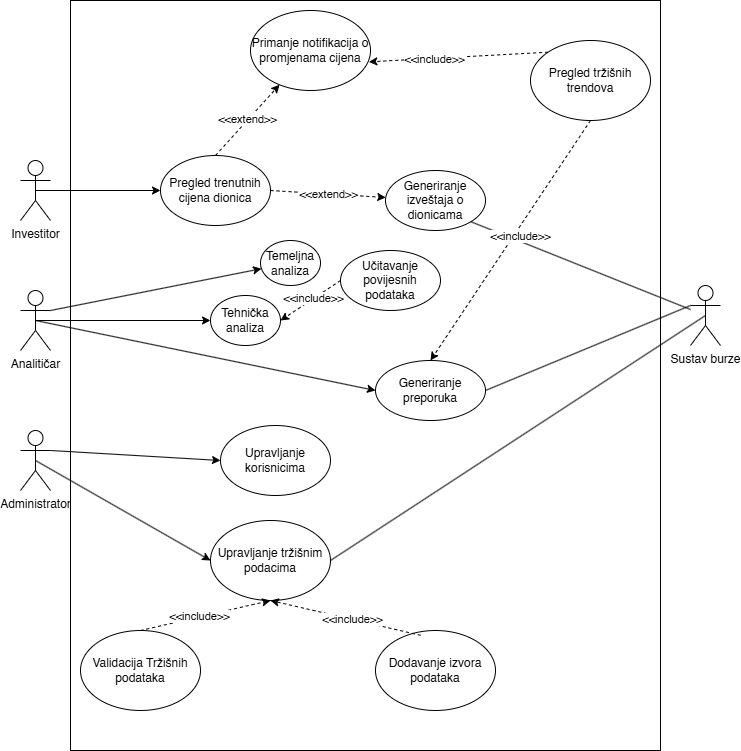 Primanje notifikacija o
promjenama cijena
<<include>>
Pregled tržišnih
trendova
<<extend>>
Investitor
Pregled trenutnih
cijena dionica
<<extend>>
Generiranje
izveštaja o
dionicama
<<include>>
Temeljna
analiza
Učitavanje
povijesnih
podataka
<<include>>
Analitičar
Tehnička
analiza
Sustav burze
Generiranje
preporuka
Administrator
Upravljanje
korisnicima
Upravljanje tržišnim
podacima
<<include>>
<<include>>
Validacija Tržišnih
podataka
Dodavanje izvora
podataka